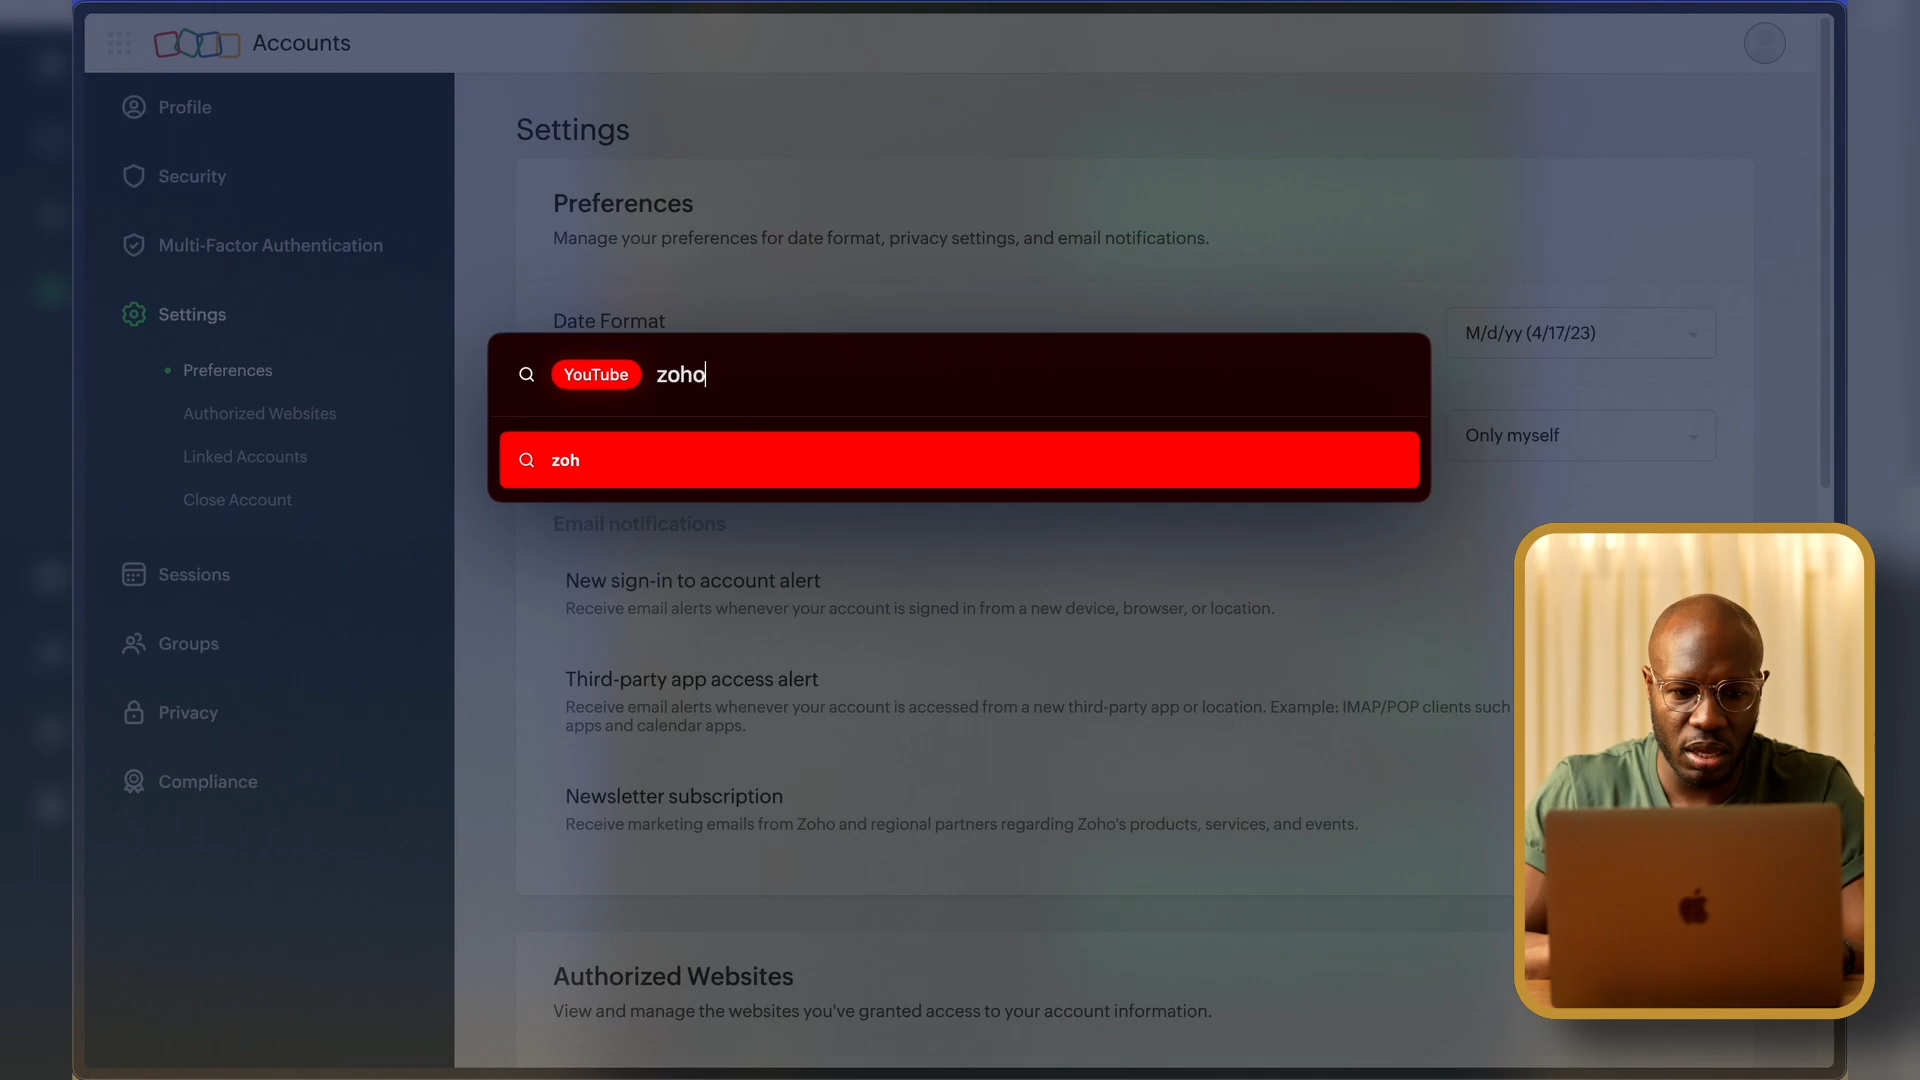 Accounts
Profile
Security
Multi-Factor Authentication
Settings
Preferences
Authorized Websites
Linked Accounts
Close Account
Sessions
Groups
Privacy
Compliance
Settings
Preferences
Manage your preferences for date format, privacy settings, and email notifications.
Date Format
M/d/yy (4/17/23)
YouTube zoho
zoh
Only myself
Email notifications
New sign-in to account alert
Receive email alerts whenever your account is signed in from a new device, browser, or location.
Third-party app access alert
Receive email alerts whenever your account is accessed from a new third-party app or location. Example: IMAP/POP clients such
apps and calendar apps.
Newsletter subscription
Receive marketing emails from Zoho and regional partners regarding Zoho's products, services, and events.
Authorized Websites
View and manage the websites you've granted access to your account information.